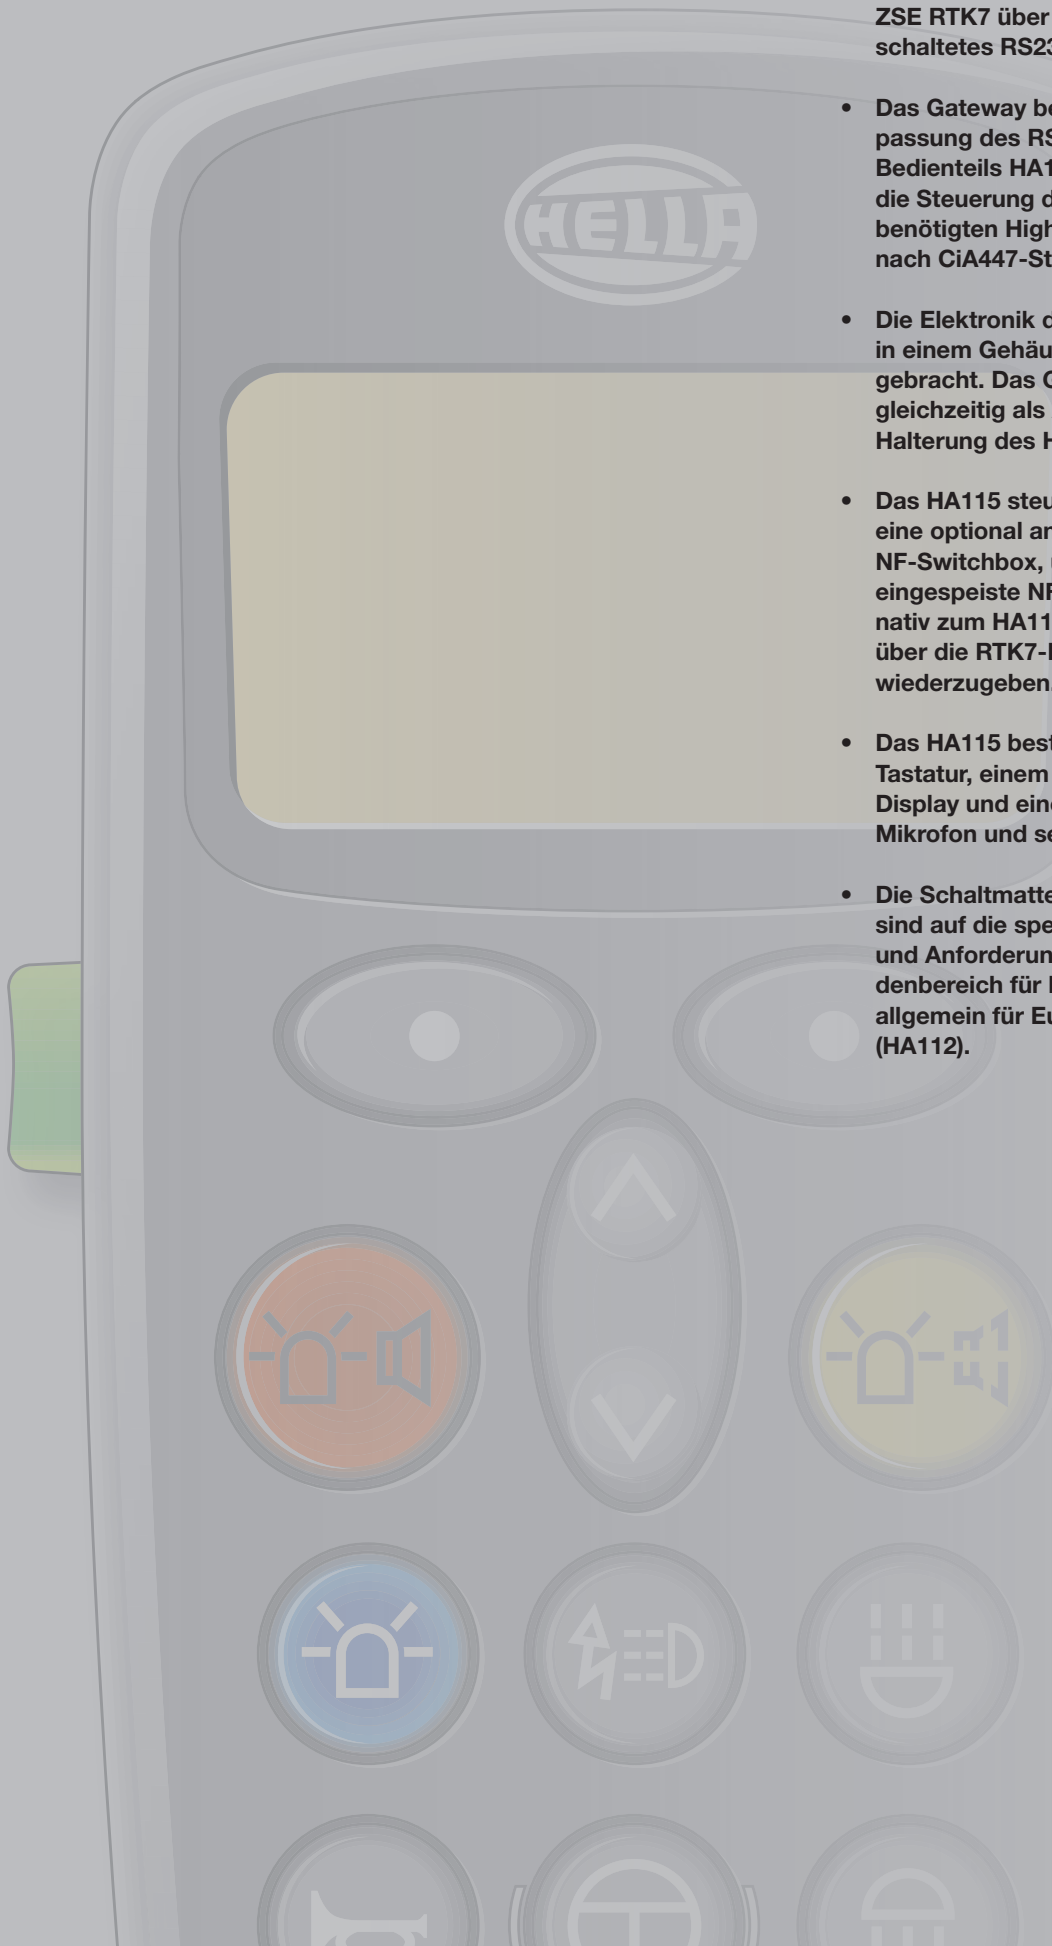 ZSE RTK7 über
schaltetes RS23
HELLA
• Das Gateway be
passung des RS
Bedienteils HA1
die Steuerung d
benötigten High
nach CiA447-St
• Die Elektronik d
in einem Gehäu
gebracht. Das G
gleichzeitig als
Halterung des H
• Das HA115 steu
eine optional an
NF-Switchbox, u
eingespeiste NF
nativ zum HA11
über die RTK7-
wiederzugeben.
• Das HA115 best
Tastatur, einem
Display und eine
Mikrofon und se
• Die Schaltmatte
sind auf die spe
und Anforderun
denbereich für
allgemein für Eu
(HA112).